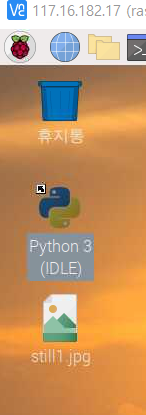 117.16.182.17 (ras
휴지통
Python 3
(IDLE)
still1.jpg